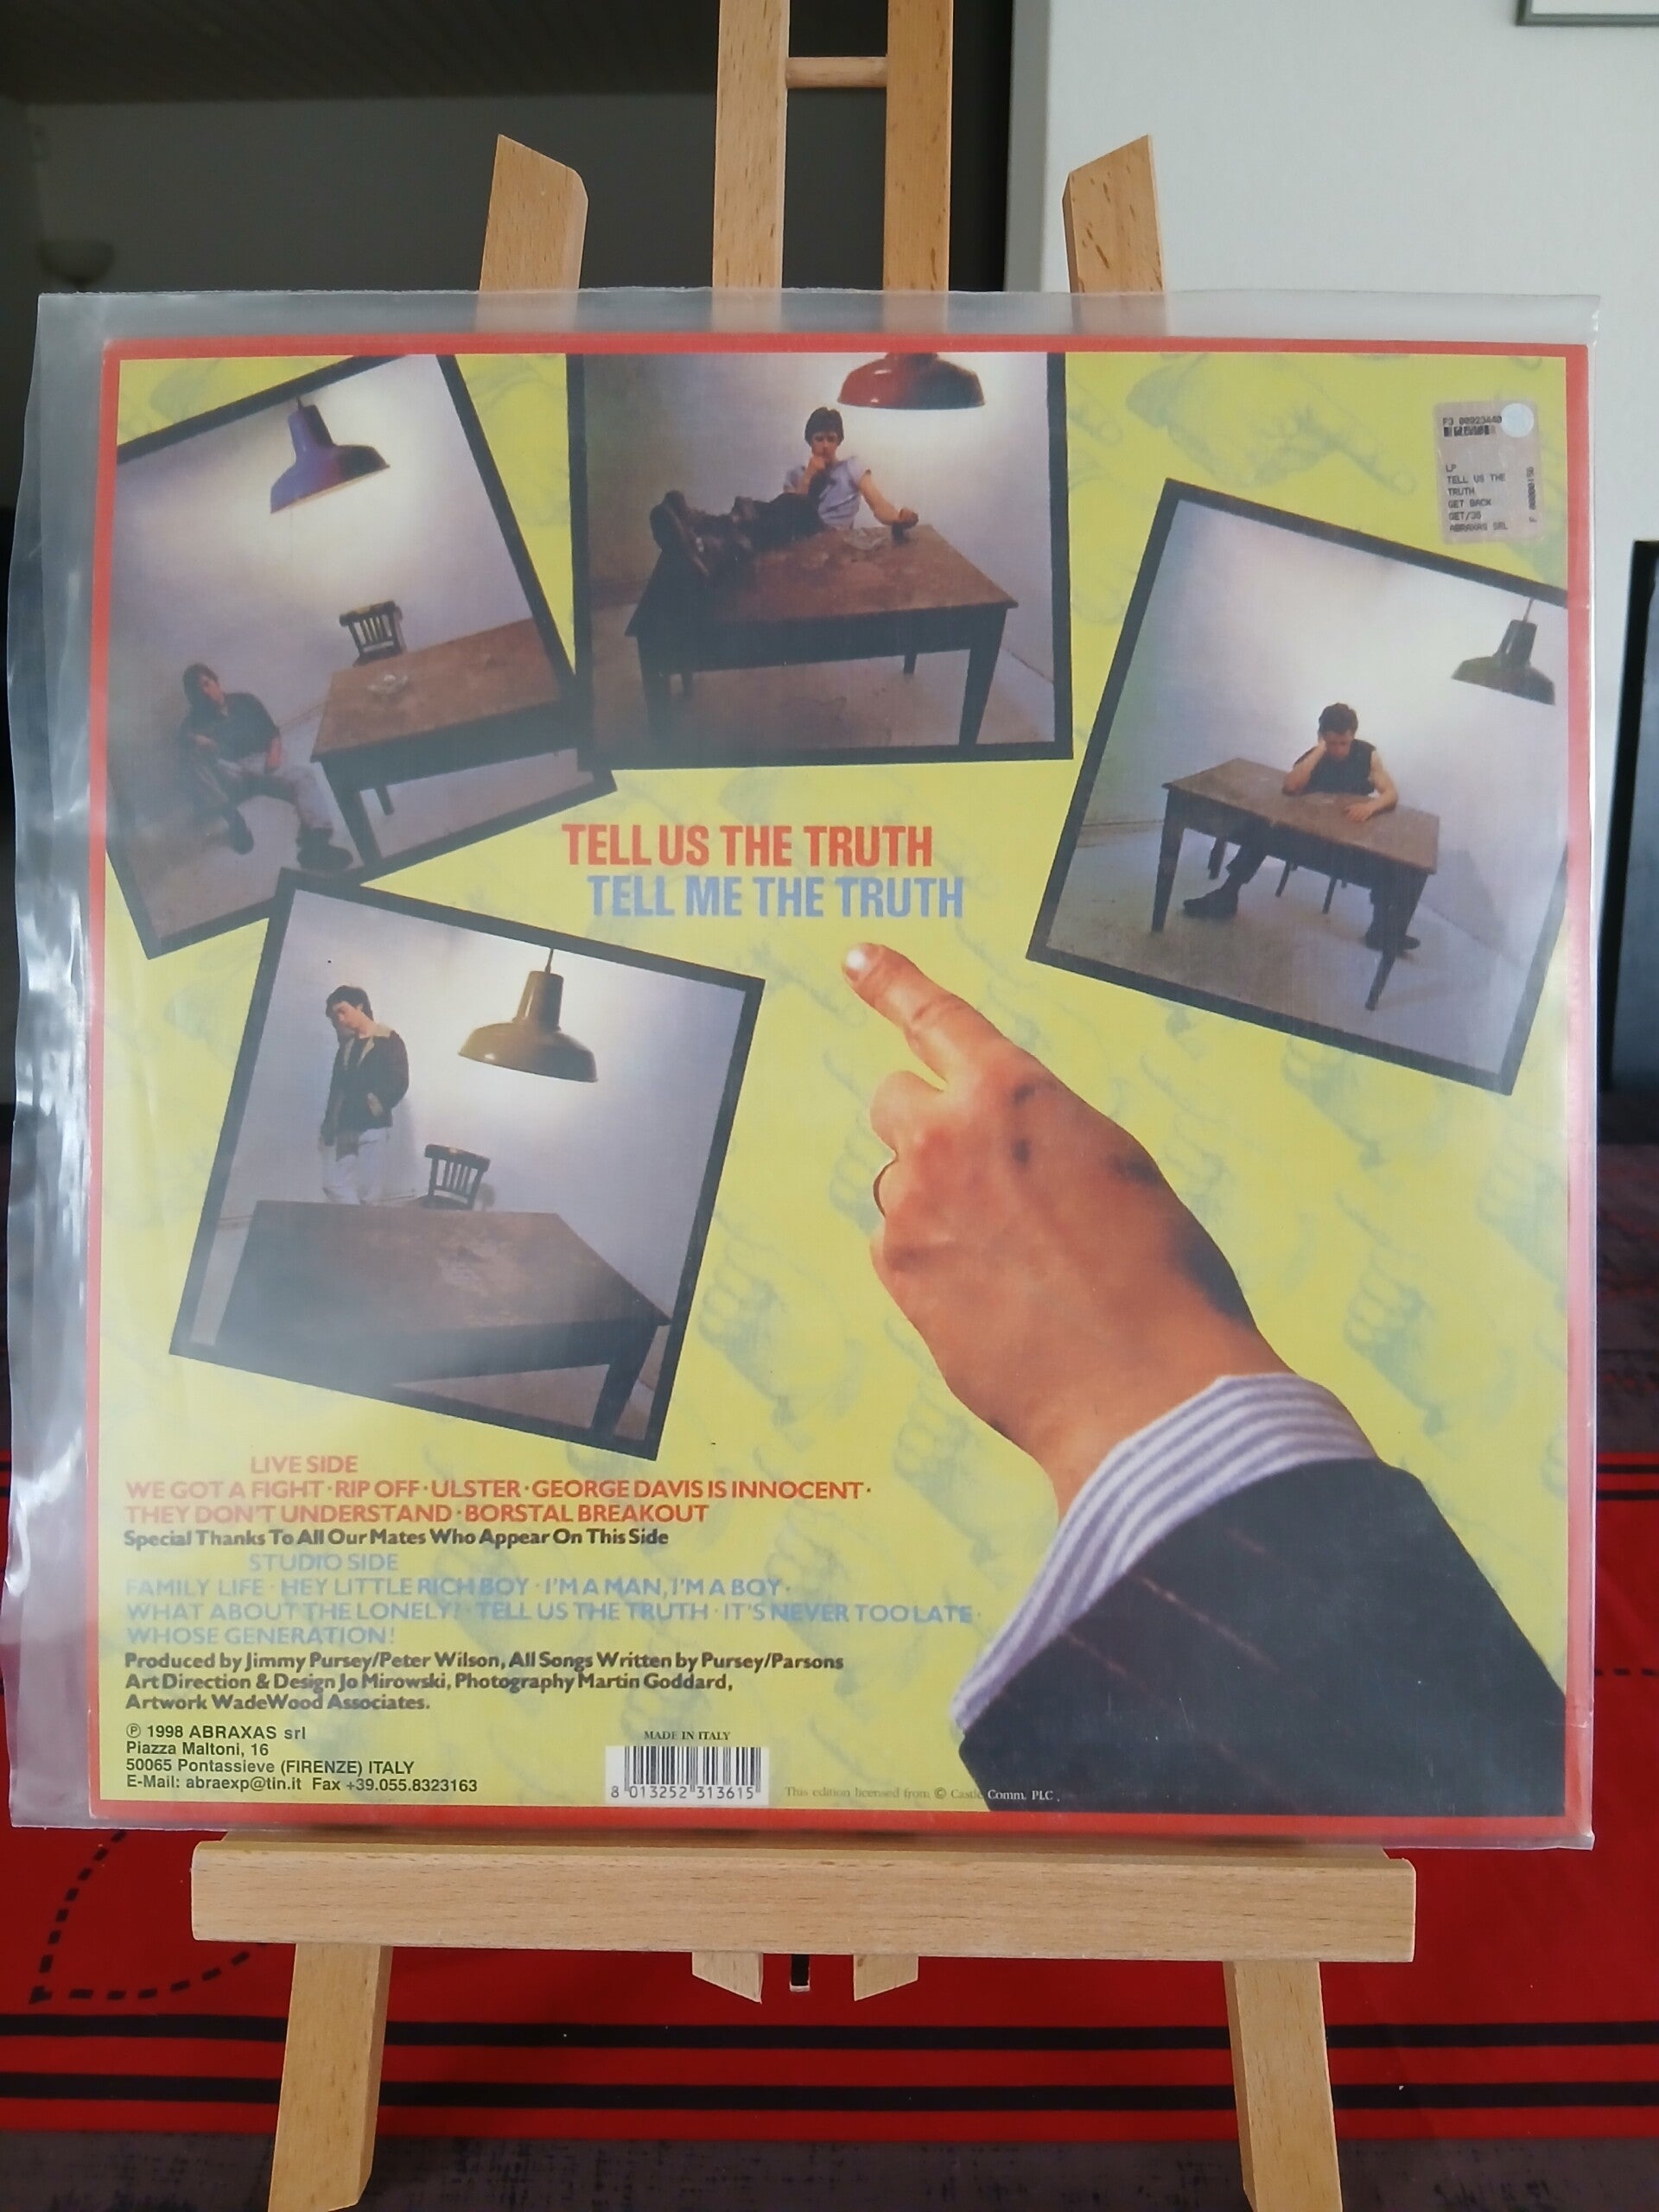 F3 00923440
LP
TELL US THE
TRUTH
GET BACK
GET/36
ABRAXAS SRL
TELL US THE TRUTH
TELL ME THE TRUTH
LIVE SIDE
WE GOT A FIGHT · RIP OFF · ULSTER · GEORGE DAVIS IS INNOCENT ·
THEY DON'T UNDERSTAND · BORSTAL BREAKOUT
Special Thanks To All Our Mates Who Appear On This Side
STUDIO SIDE
FAMILY LIFE · HEY LITTLE RICH BOY · I'M A MAN, I'M A BOY ·
WHAT ABOUT THE LONELY? · TELL US THE TRUTH · IT'S NEVER TOO LATE ·
WHOSE GENERATION!
Produced by Jimmy Pursey/Peter Wilson, All Songs Written by Pursey/Parsons
Art Direction & Design Jo Mirowski, Photography Martin Goddard,
Artwork WadeWood Associates.
℗ 1998 ABRAXAS srl
Piazza Maltoni, 16
50065 Pontassieve (FIRENZE) ITALY
E-Mail: abraexp@tin.it Fax +39.055.8323163
MADE IN ITALY
8 013252 313615
This edition licensed from © Castle Comm. PLC.